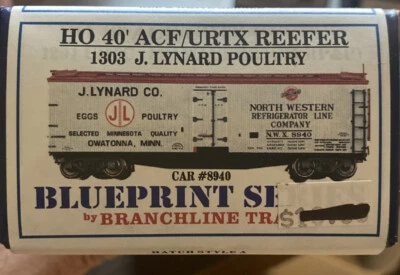 HO 40' ACF/URTX REEFER
1303 J. LYNARD POULTRY
J. LYNARD CO.
EGGS JL POULTRY
SELECTED MINNESOTA QUALITY
OWATONNA, MINN.
NORTH WESTERN
REFRIGERATOR LINE
COMPANY
N.W.X. 8940
CAR #8940
BLUEPRINT SE
by BRANCHLINE TRA